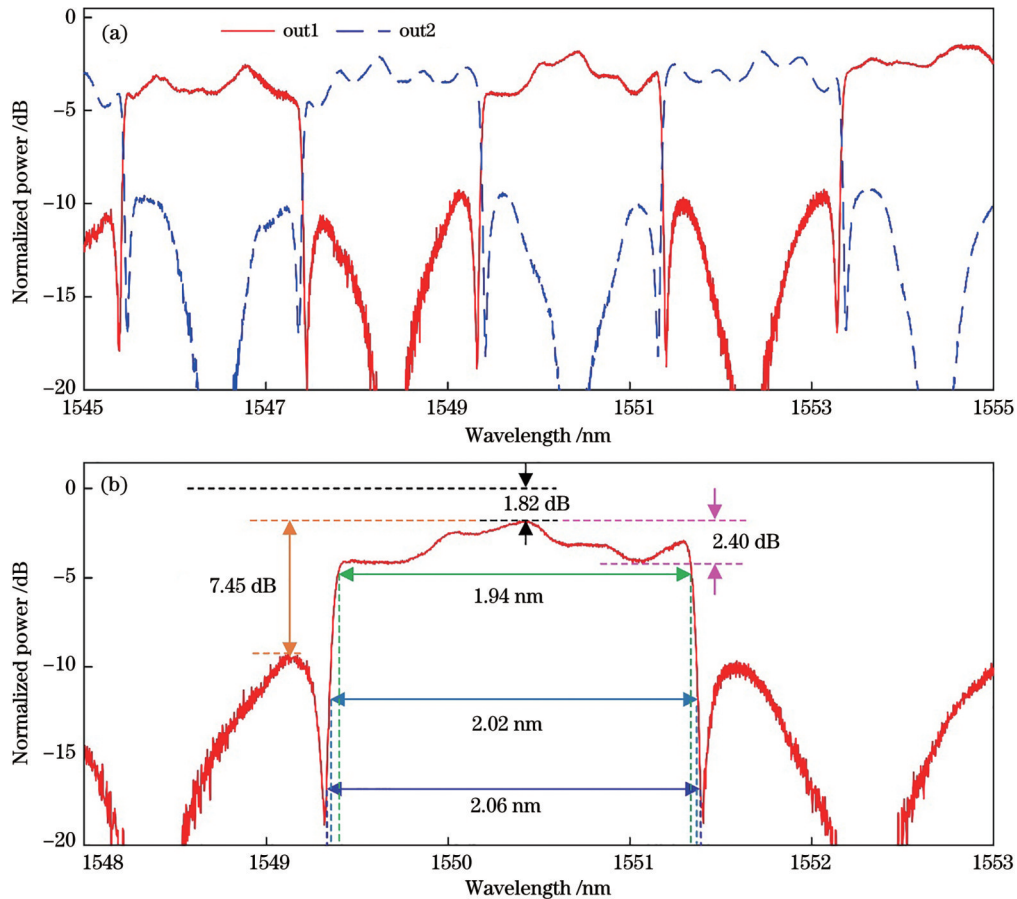 (a)
out1
out2
0
−5
−10
−15
−20
Normalized power /dB
1545
1547
1549
1551
1553
1555
Wavelength /nm
(b)
0
−5
−10
−15
−20
Normalized power /dB
1.82 dB
2.40 dB
7.45 dB
1.94 nm
2.02 nm
2.06 nm
1548
1549
1550
1551
1552
1553
Wavelength /nm